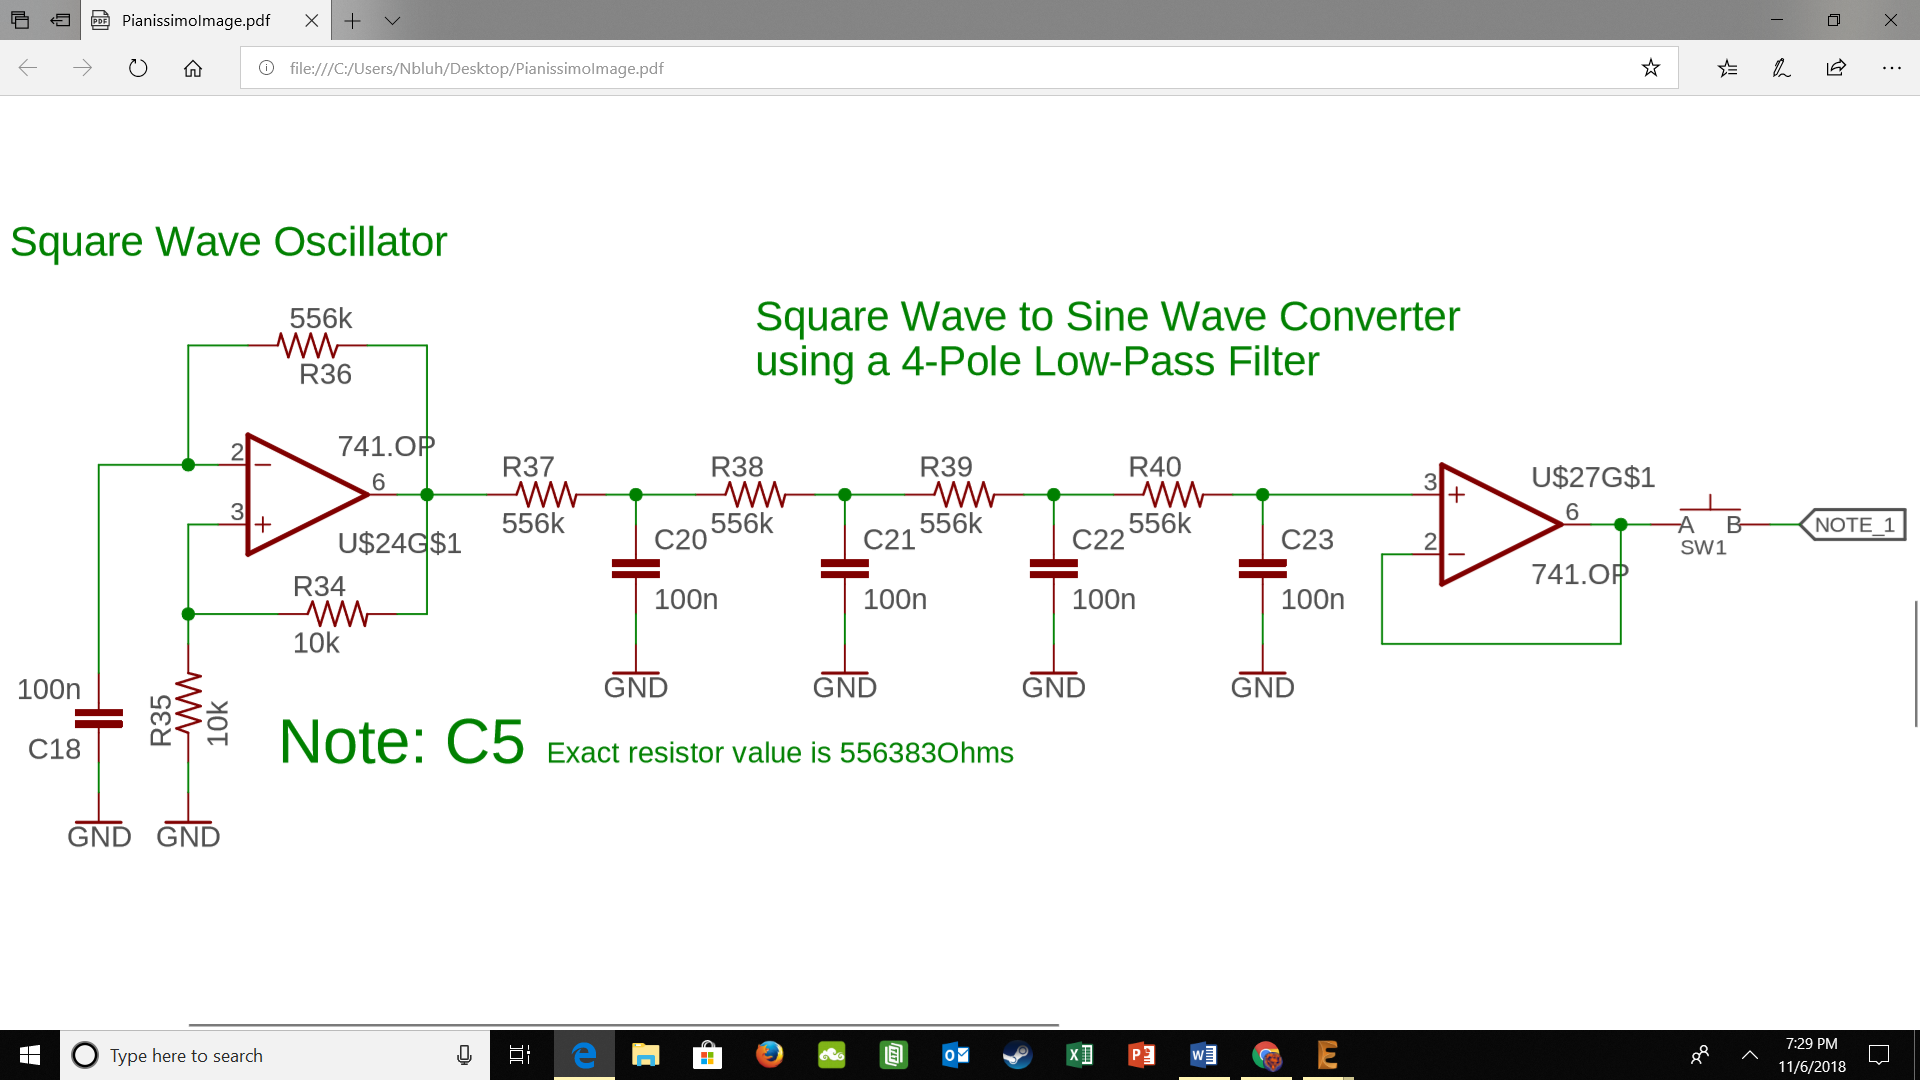 PianissimoImage.pdf
file:///C:/Users/Nbluh/Desktop/PianissimoImage.pdf
Square Wave Oscillator
Square Wave to Sine Wave Converter
using a 4-Pole Low-Pass Filter
556k
R36
2
741.OP
6
3
U$24G$1
R34
10k
100n
C18
R35
10k
GND
GND
R37
556k
C20
100n
GND
R38
556k
C21
100n
GND
R39
556k
C22
100n
GND
R40
556k
C23
100n
GND
3
U$27G$1
6
2
741.OP
A B
SW1
NOTE_1
Note: C5 Exact resistor value is 556383Ohms
Type here to search
7:29 PM
11/6/2018